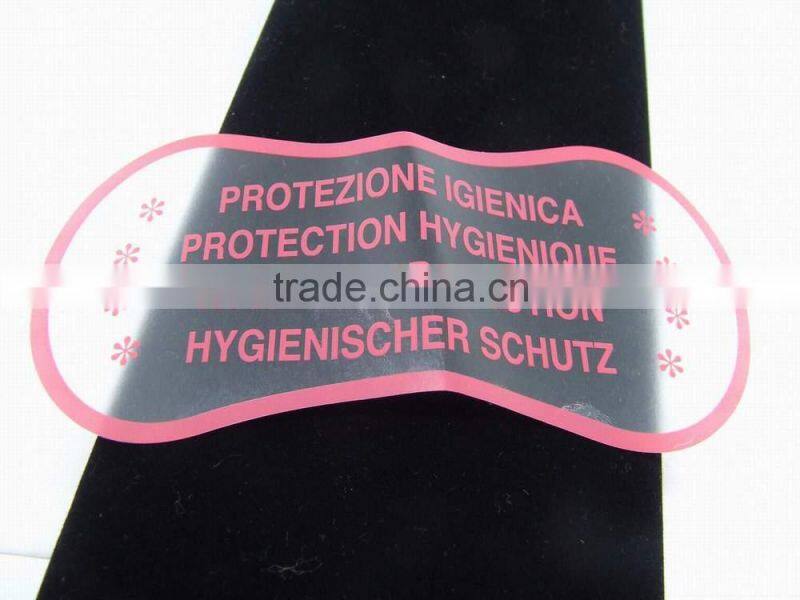 PROTEZIONE IGIENICA
PROTECTION HYGIENIQUE
trade.china.cn
HYGIENISCHER SCHUTZ